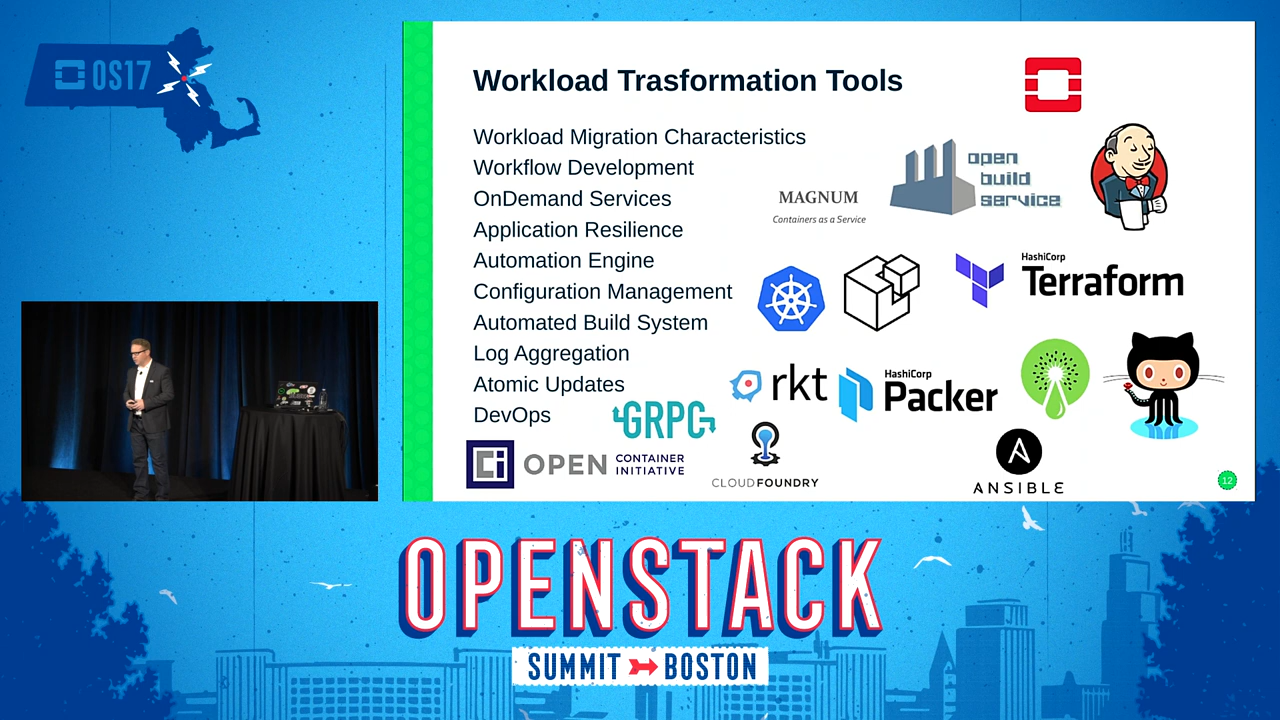 OS17
Workload Trasformation Tools
Workload Migration Characteristics
Workflow Development
OnDemand Services
Application Resilience
Automation Engine
Configuration Management
Automated Build System
Log Aggregation
Atomic Updates
DevOps
MAGNUM
Containers as a Service
open
build
service
HashiCorp
Terraform
rkt
HashiCorp
Packer
GRPC
Ci OPEN CONTAINER
INITIATIVE
CLOUDFOUNDRY
A
ANSIBLE
12
OPENSTACK
SUMMIT BOSTON